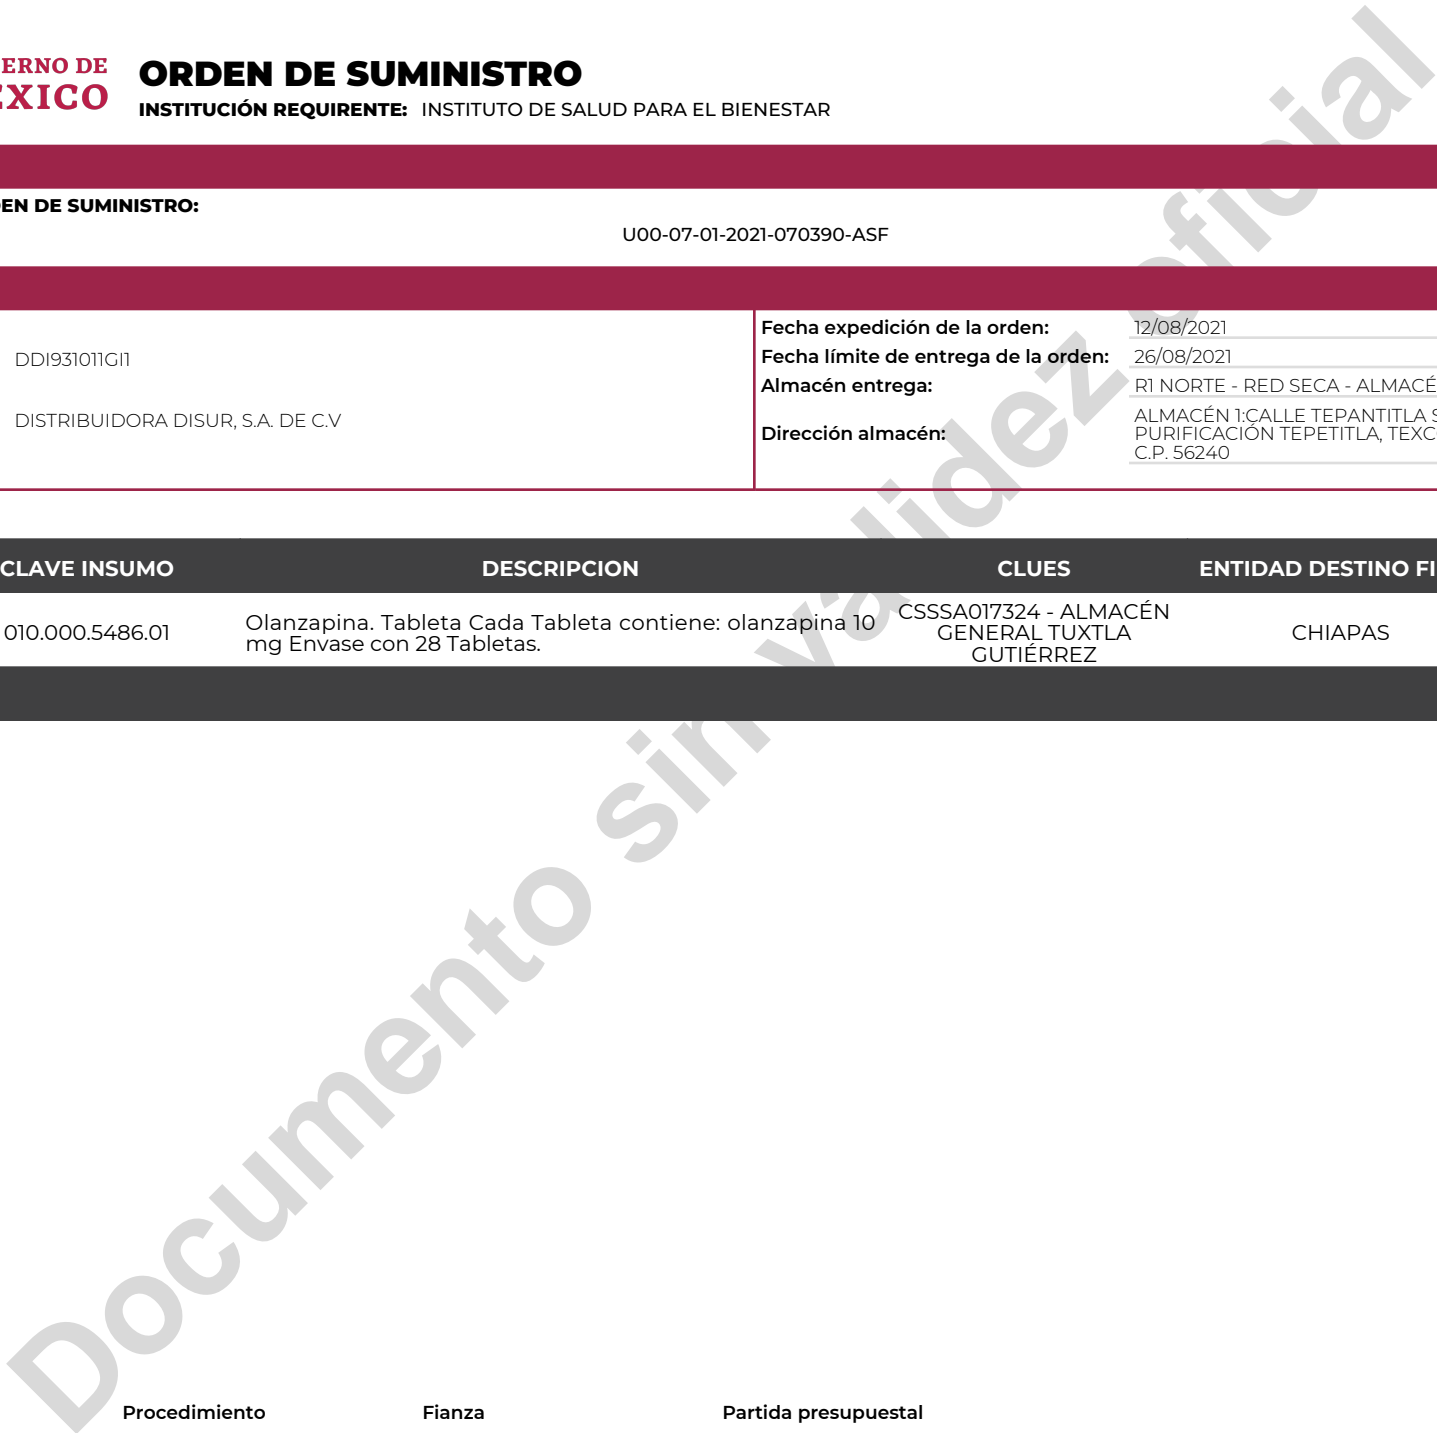 ERNO DE
EXICO
ORDEN DE SUMINISTRO
INSTITUCIÓN REQUIRENTE: INSTITUTO DE SALUD PARA EL BIENESTAR
EN DE SUMINISTRO:
U00-07-01-2021-070390-ASF
DDI931011GI1
DISTRIBUIDORA DISUR, S.A. DE C.V
Fecha expedición de la orden: 12/08/2021
Fecha límite de entrega de la orden: 26/08/2021
Almacén entrega: R1 NORTE - RED SECA - ALMACÉ
Dirección almacén:
ALMACÉN 1:CALLE TEPANTITLA S
PURIFICACIÓN TEPETITLA, TEXC
C.P. 56240
CLAVE INSUMO DESCRIPCION CLUES ENTIDAD DESTINO FI
010.000.5486.01
Olanzapina. Tableta Cada Tableta contiene: olanzapina 10
mg Envase con 28 Tabletas.
CSSSA017324 - ALMACÉN
GENERAL TUXTLA
GUTIÉRREZ
CHIAPAS
Documento sin validez oficial
Procedimiento Fianza Partida presupuestal